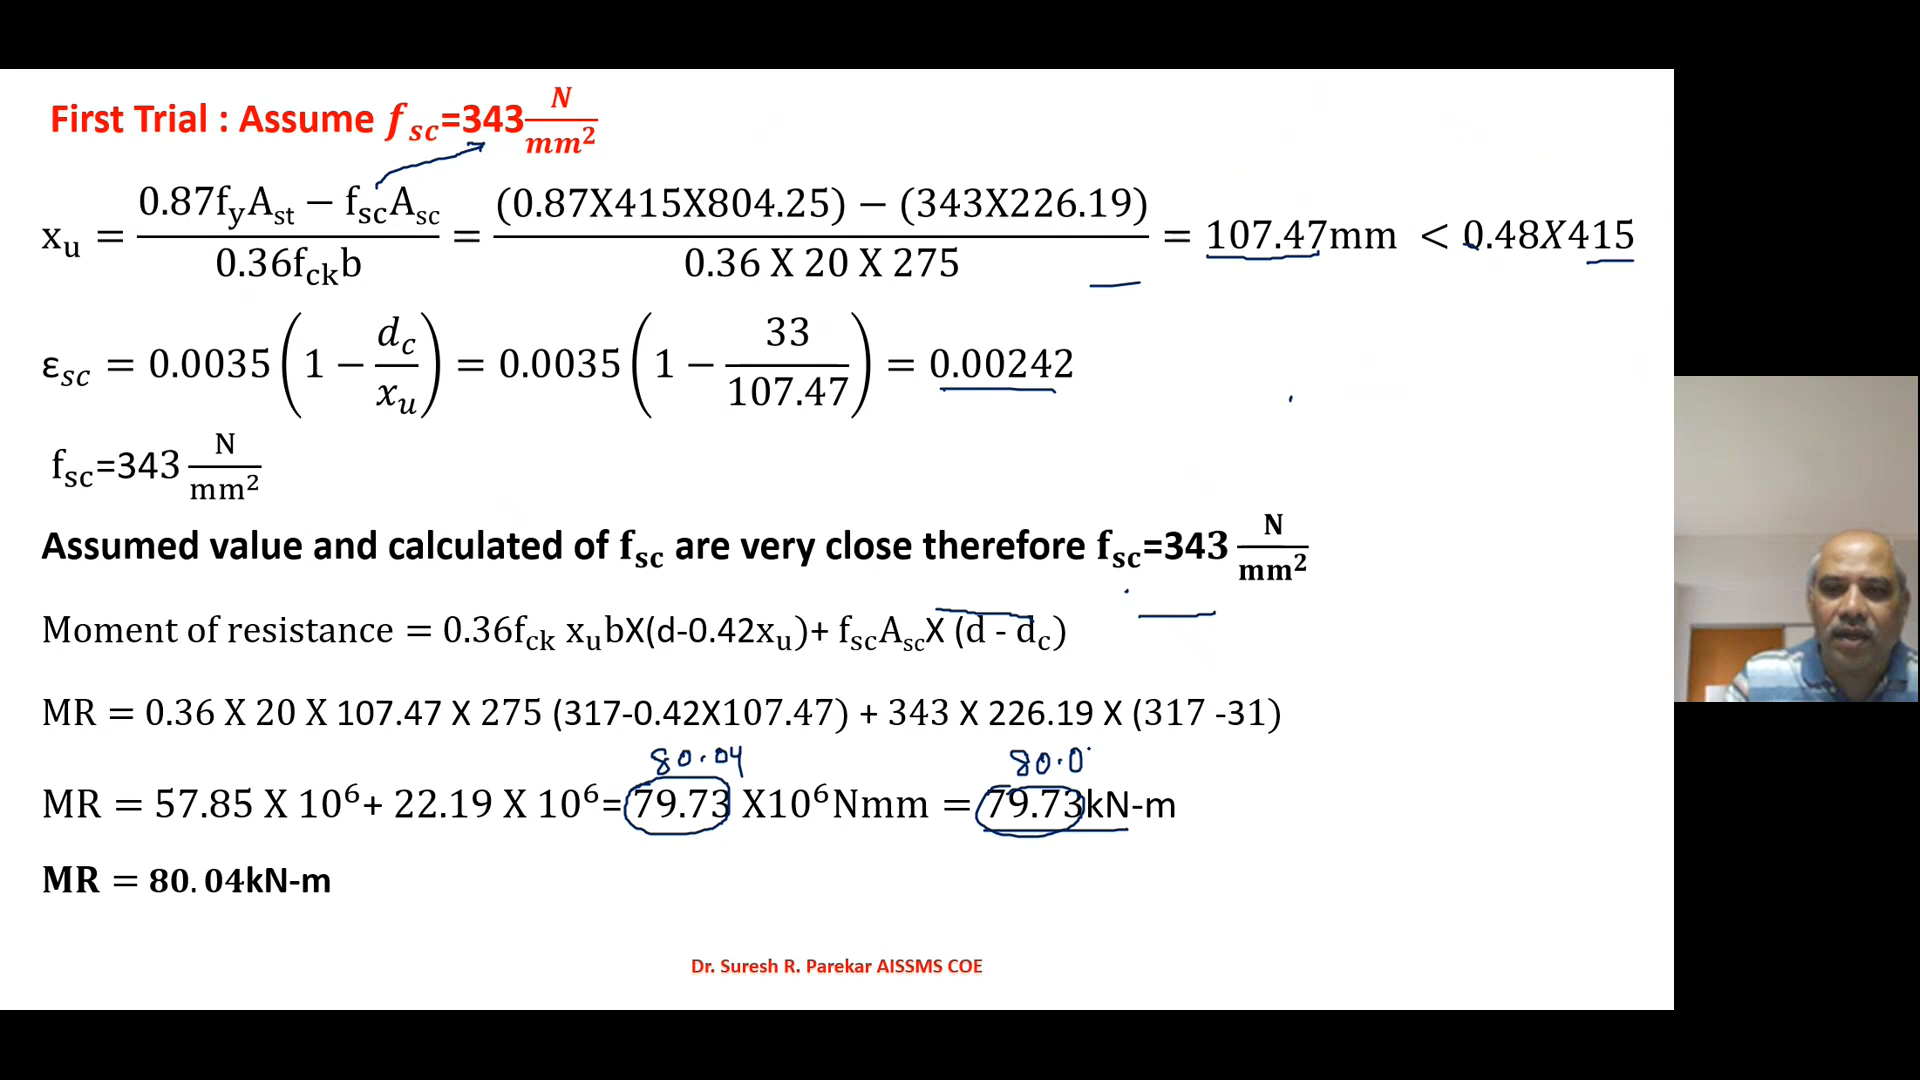 First Trial : Assume f_sc=343 N/mm²
x_u = (0.87f_yA_st − f_scA_sc)/(0.36f_ckb) = ((0.87X415X804.25) − (343X226.19))/(0.36 X 20 X 275) = 107.47mm < 0.48X415
ε_sc = 0.0035(1 − d_c/x_u) = 0.0035(1 − 33/107.47) = 0.00242
f_sc=343 N/mm²
Assumed value and calculated of f_sc are very close therefore f_sc=343 N/mm²
Moment of resistance = 0.36f_ck x_ubX(d-0.42x_u)+ f_scA_scX (d - d_c)
MR = 0.36 X 20 X 107.47 X 275 (317-0.42X107.47) + 343 X 226.19 X (317 -31)
80.04 80.0
MR = 57.85 X 10⁶+ 22.19 X 10⁶= 79.73 X10⁶Nmm = 79.73kN-m
MR = 80.04kN-m
Dr. Suresh R. Parekar AISSMS COE